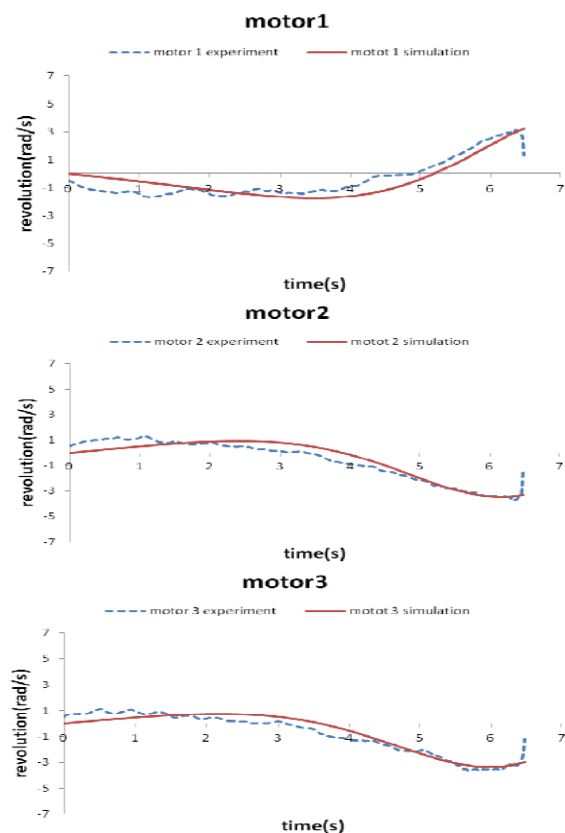 motor1
motor 1 experiment motot 1 simulation
7
5
3
1
-1
-3
-5
-7
0 1 2 3 4 5 6 7
revolution(rad/s)
time(s)
motor2
motor 2 experiment motot 2 simulation
7
5
3
1
-1
-3
-5
-7
0 1 2 3 4 5 6 7
revolution(rad/s)
time(s)
motor3
motor 3 experiment motot 3 simulation
7
5
3
1
-1
-3
-5
-7
0 1 2 3 4 5 6 7
revolution(rad/s)
time(s)